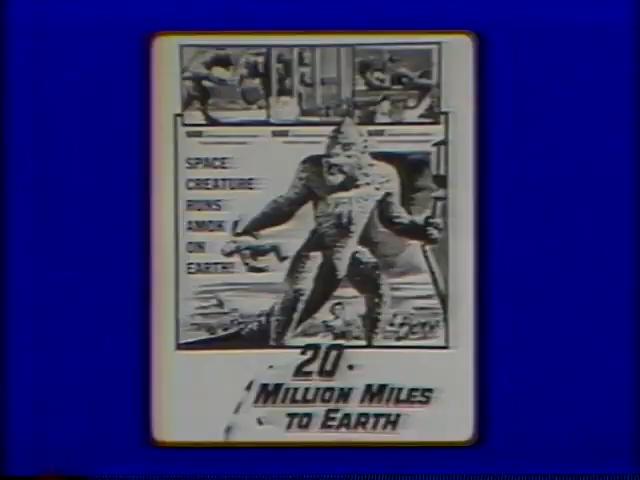 SPACE
CREATURE
RUNS
AMOK
ON
EARTH!
20
MILLION MILES
TO EARTH